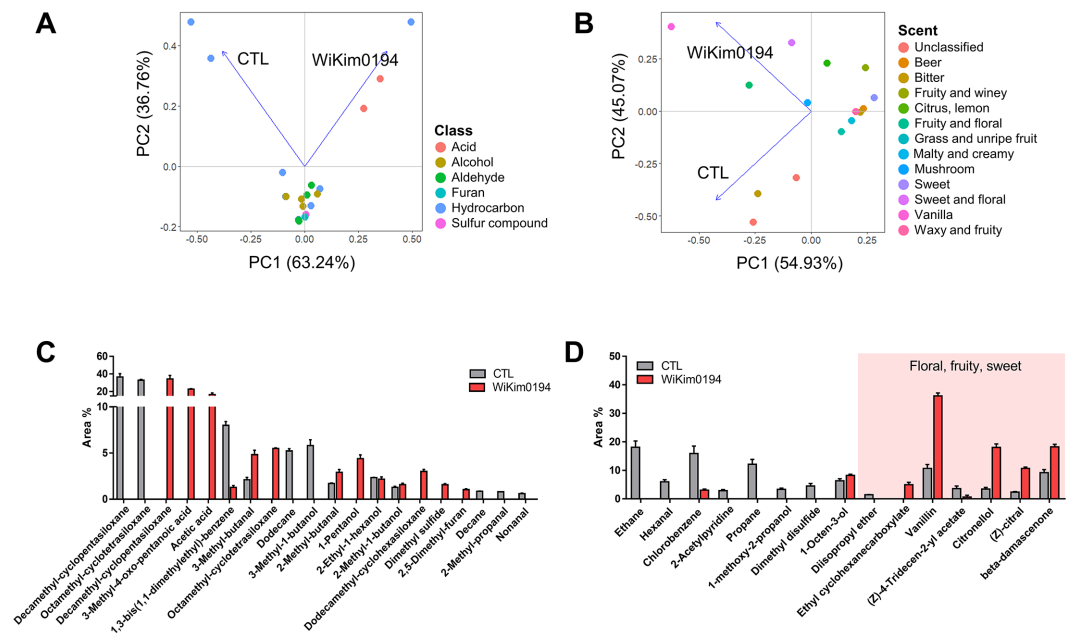 A
PC2 (36.76%)
0.4
0.2
0.0
-0.2
CTL
WiKim0194
-0.50
-0.25
0.00
0.25
0.50
PC1 (63.24%)
Class
Acid
Alcohol
Aldehyde
Furan
Hydrocarbon
Sulfur compound
B
PC2 (45.07%)
0.25
0.00
-0.25
-0.50
WiKim0194
CTL
-0.50
-0.25
0.00
0.25
PC1 (54.93%)
Scent
Unclassified
Beer
Bitter
Fruity and winey
Citrus, lemon
Fruity and floral
Grass and unripe fruit
Malty and creamy
Mushroom
Sweet
Sweet and floral
Vanilla
Waxy and fruity
C
Area %
60
40
20
10
5
0
CTL
WiKim0194
Decamethyl-cyclopentasiloxane
Octamethyl-cyclotetrasiloxane
Decamethyl-cyclopentasiloxane
3-Methyl-4-oxo-pentanoic acid
Acetic acid
1,3-bis(1,1-dimethylethyl)-benzene
3-Methyl-butanal
Octamethyl-cyclotetrasiloxane
Dodecane
3-Methyl-1-butanol
2-Methyl-butanal
1-Pentanol
2-Ethyl-1-hexanol
2-Methyl-1-butanol
Dodecamethyl-cyclohexasiloxane
Dimethyl sulfide
2,5-Dimethyl-furan
Decane
2-Methyl-propanal
Nonanal
D
Area %
50
40
30
20
10
0
CTL
WiKim0194
Floral, fruity, sweet
Ethane
Hexanal
Chlorobenzene
2-Acetylpyridine
Propane
1-methoxy-2-propanol
Dimethyl disulfide
1-Octen-3-ol
Diisopropyl ether
Ethyl cyclohexanecarboxylate
Vanillin
(Z)-4-Tridecen-2-yl acetate
Citronellol
(Z)-citral
beta-damascenone